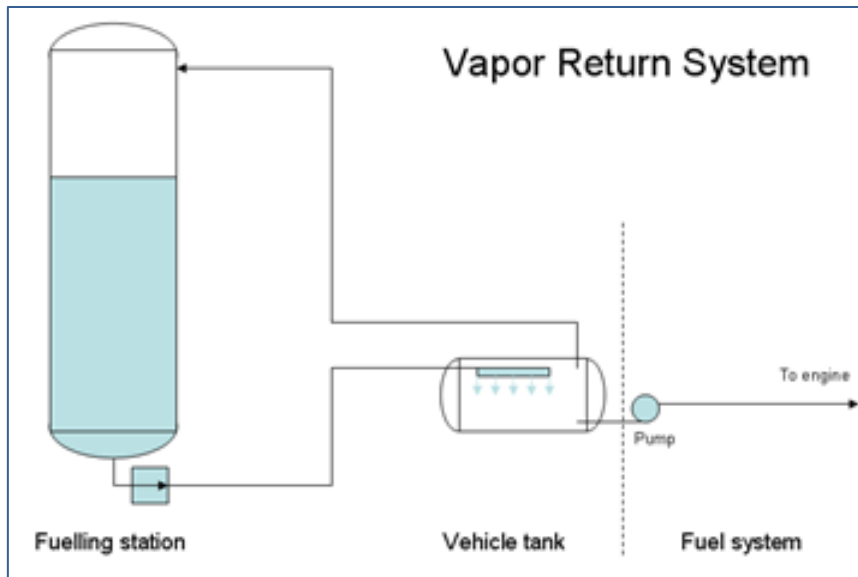 Vapor Return System
To engine
Pump
Fuelling station
Vehicle tank
Fuel system